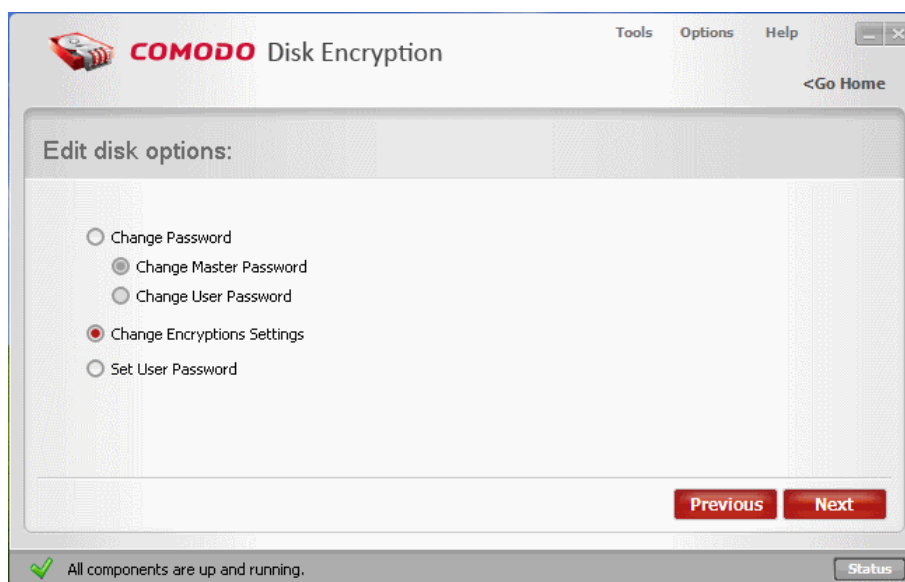 COMODO Disk Encryption
Tools Options Help
<Go Home
Edit disk options:
Change Password
Change Master Password
Change User Password
Change Encryptions Settings
Set User Password
Previous Next
All components are up and running.
Status